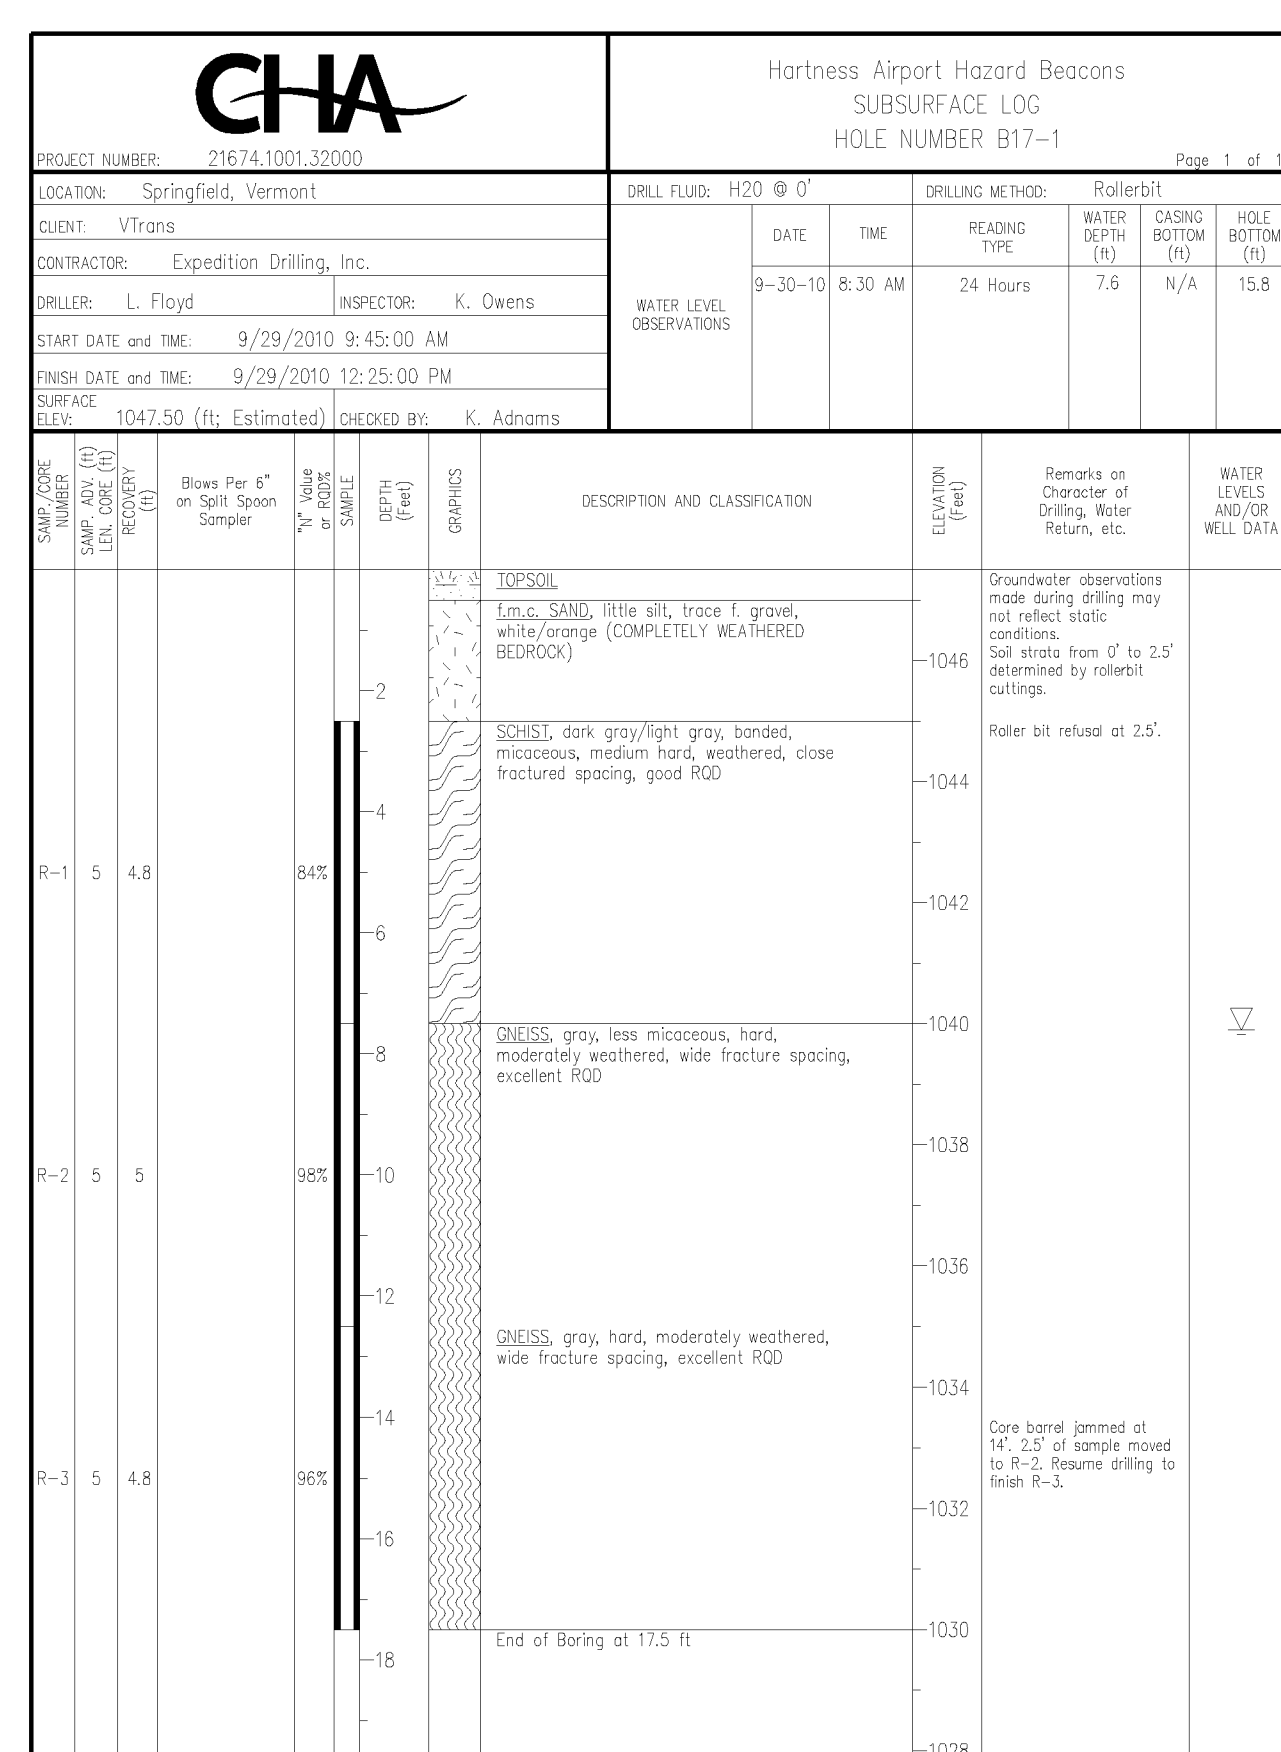 CHA
PROJECT NUMBER: 21674.1001.32000
Hartness Airport Hazard Beacons
SUBSURFACE LOG
HOLE NUMBER B17-1
Page 1 of 1
LOCATION: Springfield, Vermont
CLIENT: VTrans
CONTRACTOR: Expedition Drilling, Inc.
DRILLER: L. Floyd
INSPECTOR: K. Owens
START DATE and TIME: 9/29/2010 9:45:00 AM
FINISH DATE and TIME: 9/29/2010 12:25:00 PM
SURFACE
ELEV: 1047.50 (ft; Estimated)
CHECKED BY: K. Adnams
DRILL FLUID: H20 @ 0'
DRILLING METHOD: Rollerbit
WATER LEVEL
OBSERVATIONS
DATE
TIME
READING
TYPE
WATER
DEPTH
(ft)
CASING
BOTTOM
(ft)
HOLE
BOTTOM
(ft)
9-30-10 8:30 AM 24 Hours 7.6 N/A 15.8
SAMP./CORE
NUMBER
SAMP. ADV. (ft)
LEN. CORE (ft)
RECOVERY
(ft)
Blows Per 6"
on Split Spoon
Sampler
"N" Value
or RQD%
SAMPLE
DEPTH
(Feet)
GRAPHICS
DESCRIPTION AND CLASSIFICATION
ELEVATION
(Feet)
Remarks on
Character of
Drilling, Water
Return, etc.
WATER
LEVELS
AND/OR
WELL DATA
TOPSOIL
f.m.c. SAND, little silt, trace f. gravel,
white/orange (COMPLETELY WEATHERED
BEDROCK)
Groundwater observations
made during drilling may
not reflect static
conditions.
Soil strata from 0' to 2.5'
determined by rollerbit
cuttings.
1046
2
SCHIST, dark gray/light gray, banded,
micaceous, medium hard, weathered, close
fractured spacing, good RQD
Roller bit refusal at 2.5'.
1044
4
R-1 5 4.8 84%
1042
6
1040
GNEISS, gray, less micaceous, hard,
moderately weathered, wide fracture spacing,
excellent RQD
8
1038
R-2 5 5 98%
10
1036
12
GNEISS, gray, hard, moderately weathered,
wide fracture spacing, excellent RQD
1034
14
Core barrel jammed at
14'. 2.5' of sample moved
to R-2. Resume drilling to
finish R-3.
R-3 5 4.8 96%
1032
16
1030
End of Boring at 17.5 ft
18
1028